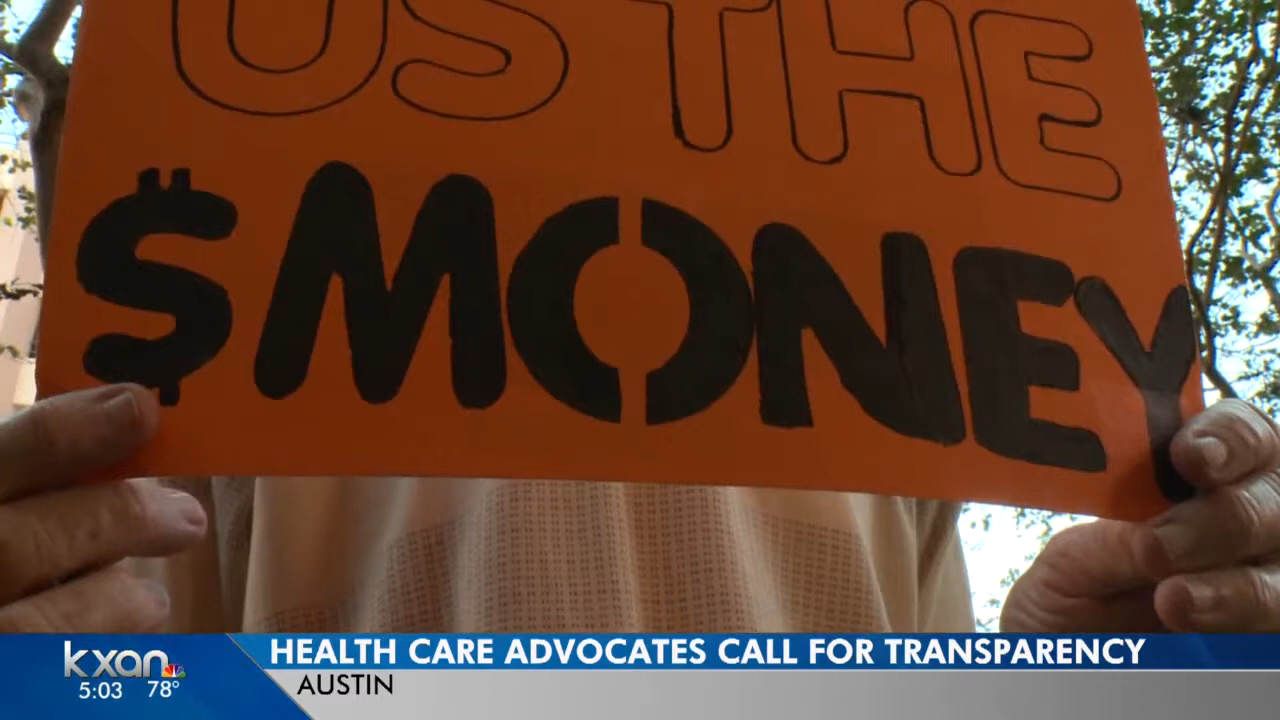 US THE
$MONEY
kxan
HEALTH CARE ADVOCATES CALL FOR TRANSPARENCY
5:03 78°
AUSTIN